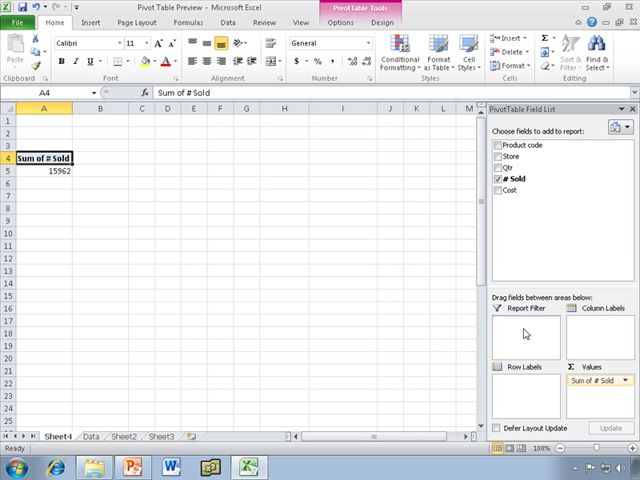 Pivot Table Preview - Microsoft Excel
PivotTable Tools
File Home Insert Page Layout Formulas Data Review View Options Design
Calibri 11 General
Paste
B I U
Conditional Formatting
Format as Table
Cell Styles
Insert
Delete
Format
Sort & Filter
Find & Select
Clipboard Font Alignment Number Styles Cells Editing
A4 fx Sum of # Sold
A B C D E F G H I J K L M
1
2
3
4 Sum of # Sold
5 15962
6
7
8
9
10
11
12
13
14
15
16
17
18
19
20
21
22
23
24
25
PivotTable Field List
Choose fields to add to report:
Product code
Store
Qtr
# Sold
Cost
Drag fields between areas below:
Report Filter Column Labels
Row Labels Σ Values
Sum of # Sold
Defer Layout Update Update
Sheet4 Data Sheet2 Sheet3
Ready 100%